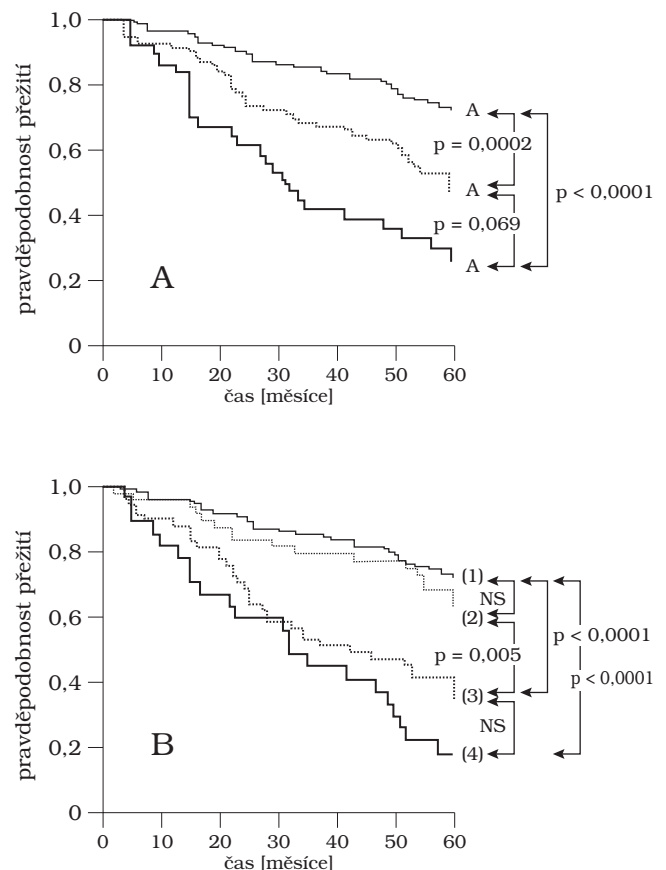 1,0
0,8
0,6
0,4
0,2
0
pravděpodobnost přežití
A
A
p = 0,0002
A
p < 0,0001
p = 0,069
A
0 10 20 30 40 50 60
čas [měsíce]
1,0
0,8
0,6
0,4
0,2
0
pravděpodobnost přežití
B
(1)
NS
(2)
p < 0,0001
p = 0,005
p < 0,0001
(3)
NS
(4)
0 10 20 30 40 50 60
čas [měsíce]